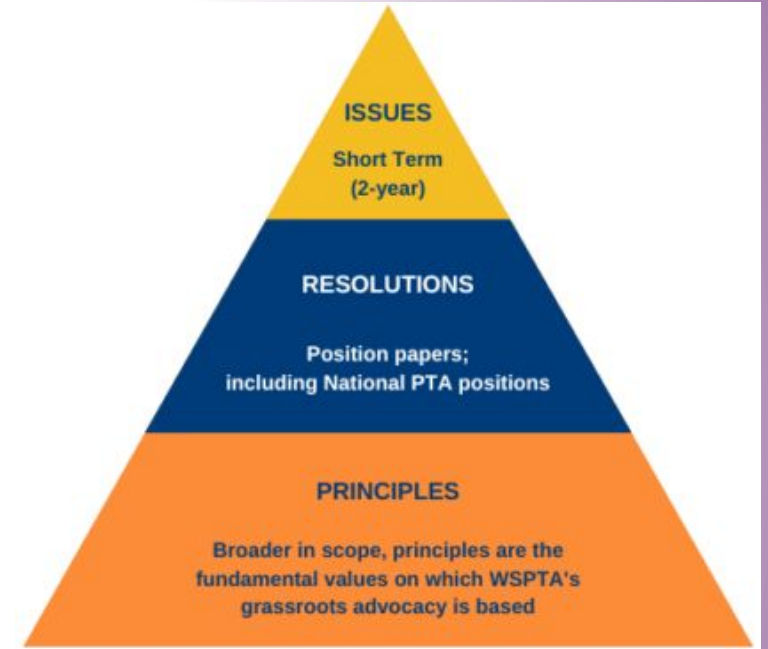 ISSUES
Short Term
(2-year)
RESOLUTIONS
Position papers;
including National PTA positions
PRINCIPLES
Broader in scope, principles are the
fundamental values on which WSPTA's
grassroots advocacy is based